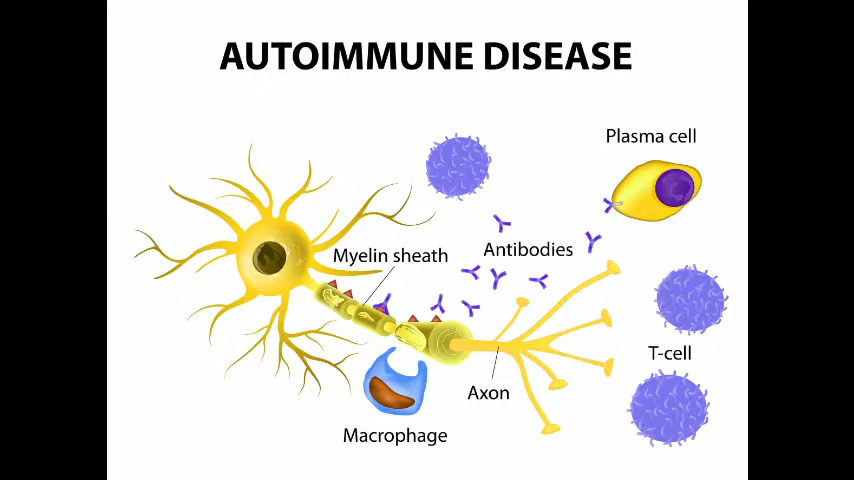 AUTOIMMUNE DISEASE
Plasma cell
Myelin sheath
Antibodies
T-cell
Axon
Macrophage